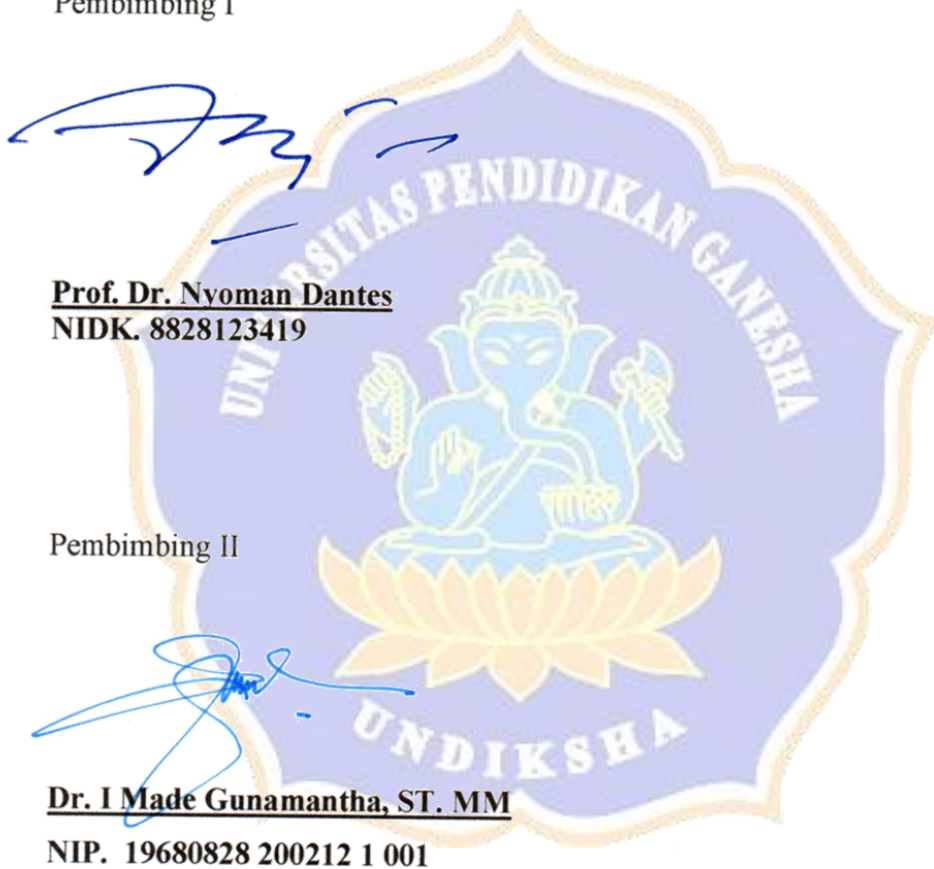 Pembimbing I
UNIVERSITAS PENDIDIKAN GANESHA
Prof. Dr. Nyoman Dantes
NIDK. 8828123419
Pembimbing II
UNDIKSHA
Dr. I Made Gunamantha, ST. MM
NIP. 19680828 200212 1 001